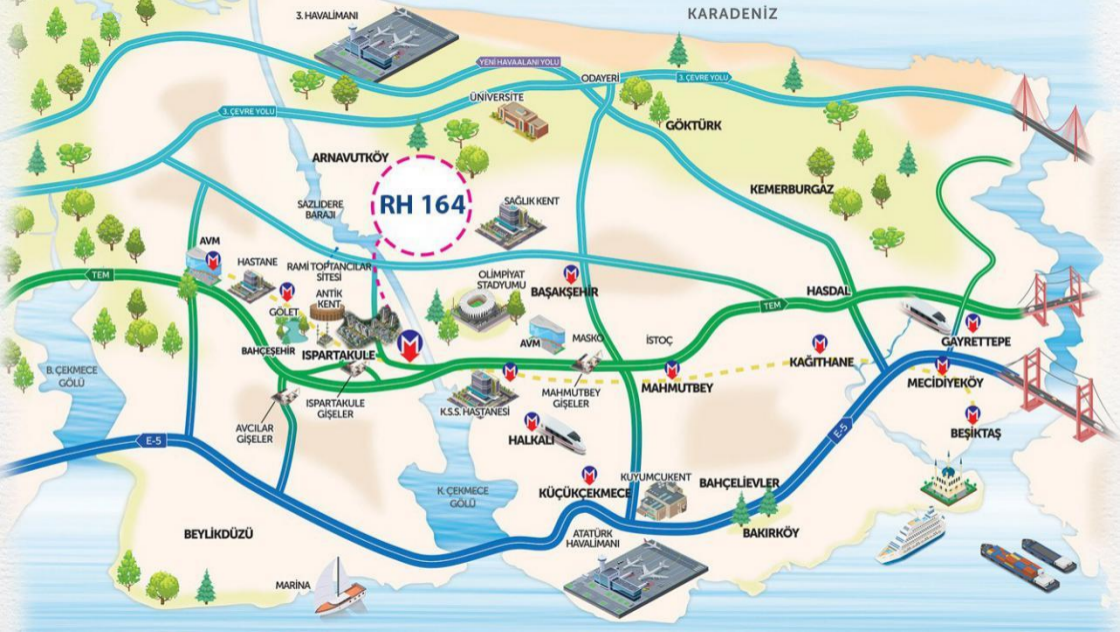 KARADENİZ
3. HAVALİMANI
YENİ HAVAALANI YOLU
ODAYERİ
3. ÇEVRE YOLU
ÜNİVERSİTE
3. ÇEVRE YOLU
GÖKTÜRK
ARNAVUTKÖY
KEMERBURGAZ
SAZLIDERE
BARAJI
RH 164
SAĞLIK KENT
AVM
HASTANE
RAMİ TOPTANCILAR
SİTESİ
TEM
OLİMPİYAT
STADYUMU
BAŞAKŞEHİR
HASDAL
ANTİK
KENT
GÖLET
TEM
BAHÇEŞEHİR
ISPARTAKULE
AVM
MASKO
İSTOÇ
GAYRETTEPE
KAĞITHANE
B. ÇEKMECE
GÖLÜ
MAHMUTBEY
MECİDİYEKÖY
ISPARTAKULE
GİŞELER
K.S.S. HASTANESİ
MAHMUTBEY
GİŞELER
AVCILAR
GİŞELER
HALKALI
BEŞİKTAŞ
E-5
E-5
K. ÇEKMECE
GÖLÜ
KÜÇÜKÇEKMECE
KUYUMCUKENT
BAHÇELİEVLER
BEYLİKDÜZÜ
ATATÜRK
HAVALİMANI
BAKIRKÖY
MARİNA